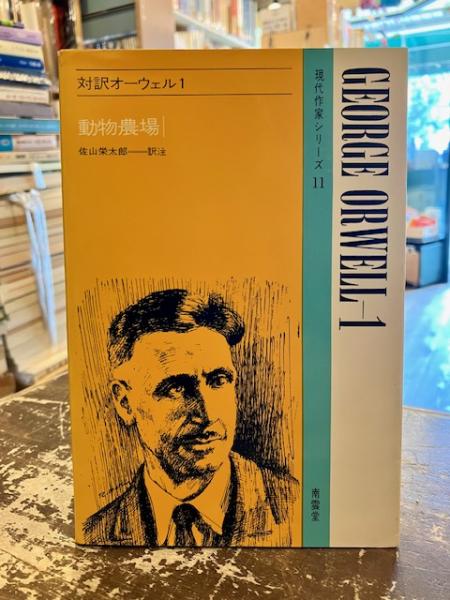 対訳オーウェル1
動物農場
佐山栄太郎──訳注
現代作家シリーズ 11
南雲堂
GEORGE ORWELL—1